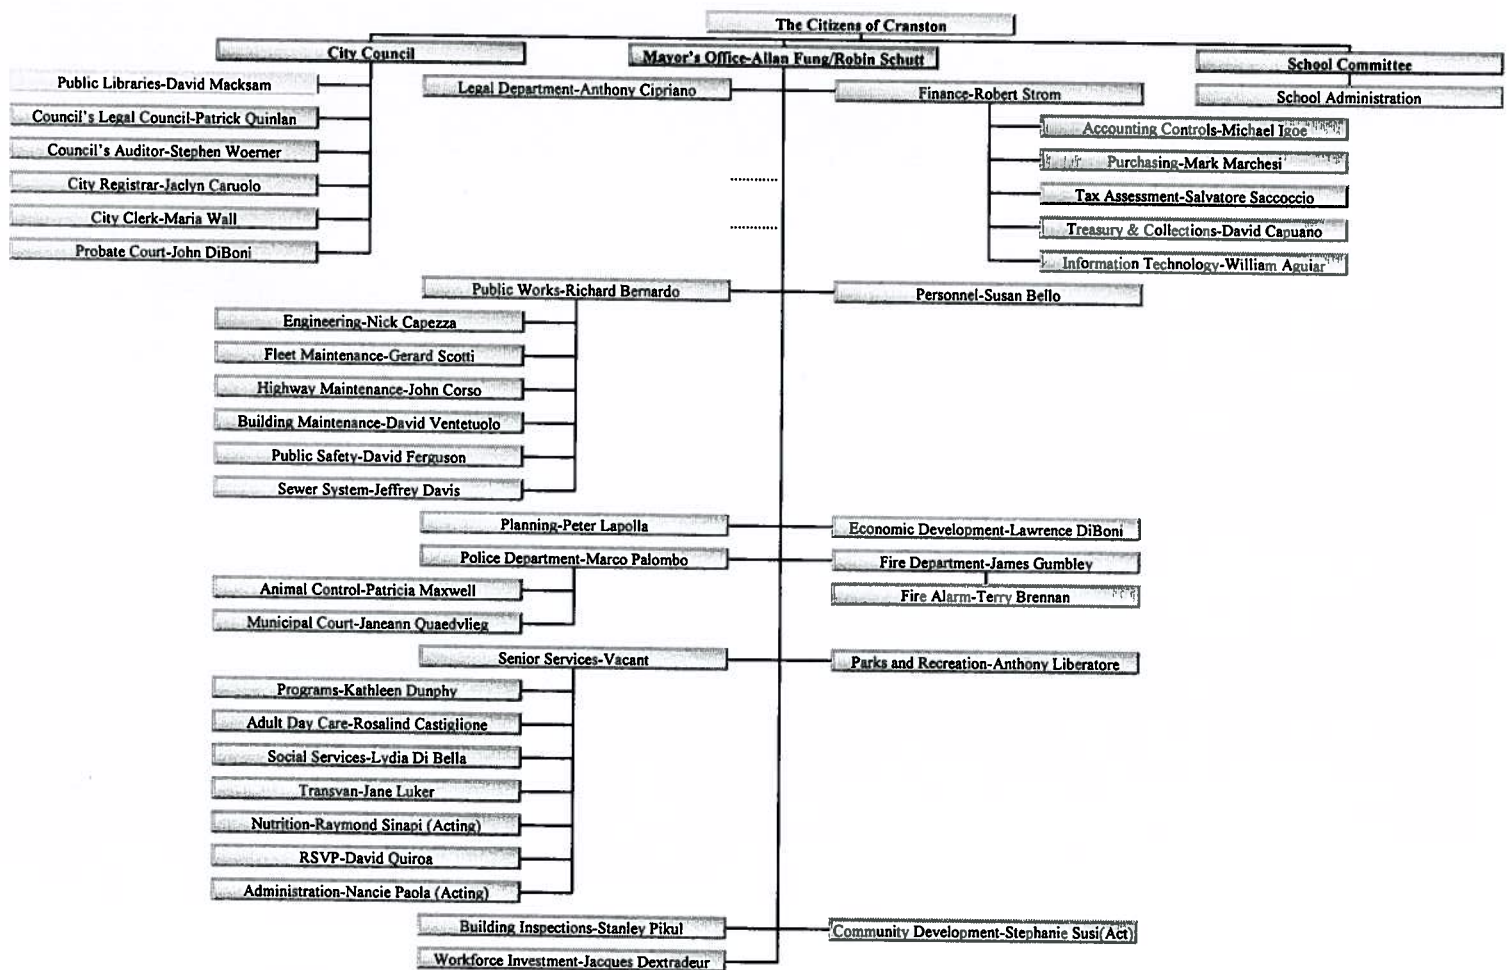 The Citizens of Cranston
City Council
Mayor's Office-Allan Fung/Robin Schutt
School Committee
School Administration
Public Libraries-David Macksam
Council's Legal Council-Patrick Quinlan
Council's Auditor-Stephen Woerner
City Registrar-Jaclyn Caruolo
City Clerk-Maria Wall
Probate Court-John DiBoni
Legal Department-Anthony Cipriano
Finance-Robert Strom
Accounting Controls-Michael Igoe
Purchasing-Mark Marchesi
Tax Assessment-Salvatore Saccoccio
Treasury & Collections-David Capuano
Information Technology-William Aguiar
Public Works-Richard Bernardo
Personnel-Susan Bello
Engineering-Nick Capezza
Fleet Maintenance-Gerard Scotti
Highway Maintenance-John Corso
Building Maintenance-David Ventetuolo
Public Safety-David Ferguson
Sewer System-Jeffrey Davis
Planning-Peter Lapolla
Economic Development-Lawrence DiBoni
Police Department-Marco Palombo
Fire Department-James Gumbley
Animal Control-Patricia Maxwell
Fire Alarm-Terry Brennan
Municipal Court-Janeann Quaedvlieg
Senior Services-Vacant
Parks and Recreation-Anthony Liberatore
Programs-Kathleen Dunphy
Adult Day Care-Rosalind Castiglione
Social Services-Lydia Di Bella
Transvan-Jane Luker
Nutrition-Raymond Sinapi (Acting)
RSVP-David Quiroa
Administration-Nancie Paola (Acting)
Building Inspections-Stanley Pikul
Community Development-Stephanie Susi(Act)
Workforce Investment-Jacques Dextradeur